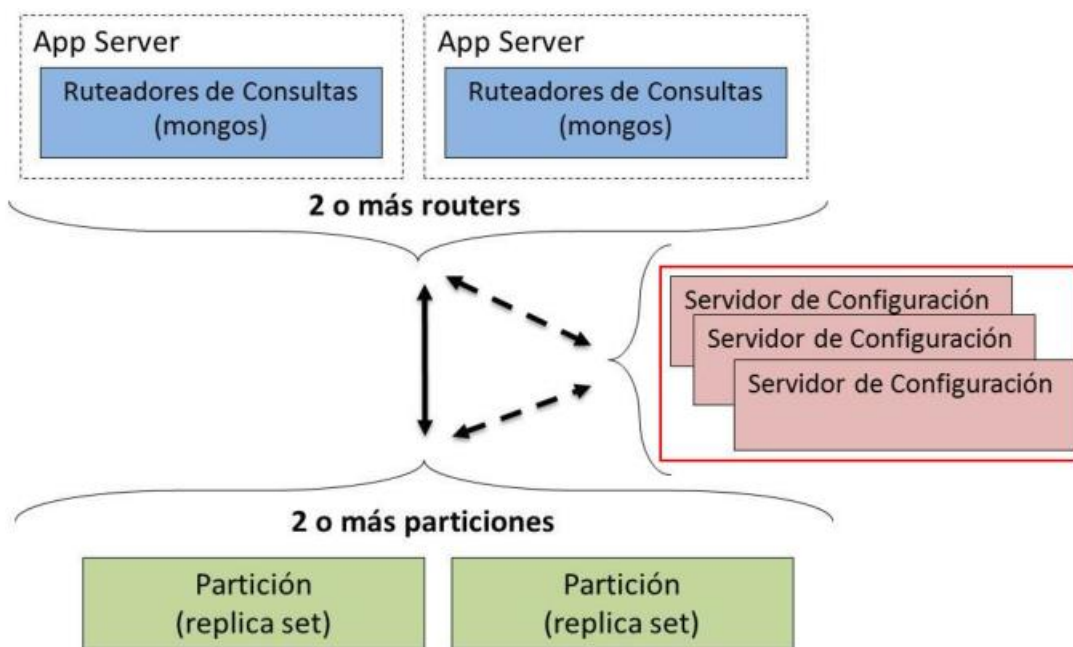 App Server
Ruteadores de Consultas
(mongos)
App Server
Ruteadores de Consultas
(mongos)
2 o más routers
Servidor de Configuración
Servidor de Configuración
Servidor de Configuración
2 o más particiones
Partición
(replica set)
Partición
(replica set)